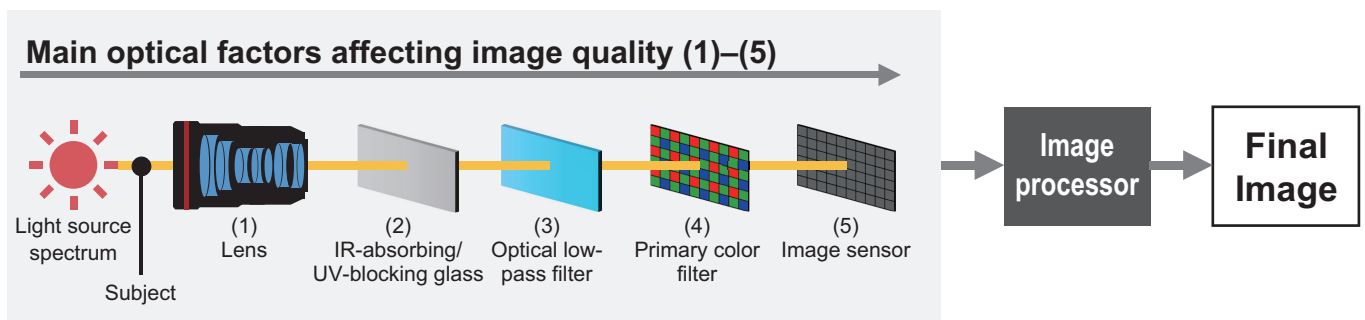 Main optical factors affecting image quality (1)–(5)
Light source
spectrum
Subject
(1)
Lens
(2)
IR-absorbing/
UV-blocking glass
(3)
Optical low-
pass filter
(4)
Primary color
filter
(5)
Image sensor
Image
processor
Final
Image